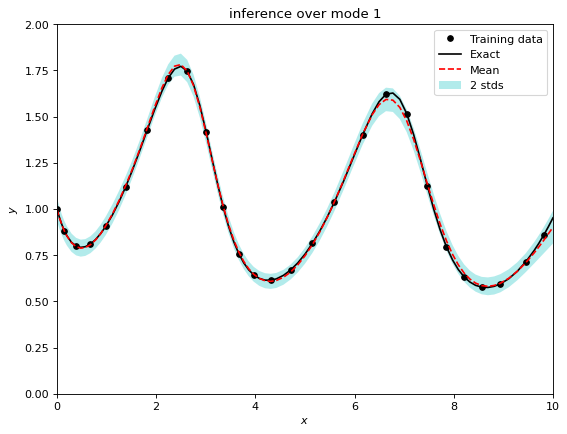 inference over mode 1
2.00
1.75
1.50
1.25
1.00
0.75
0.50
0.25
0.00
y
Training data
Exact
Mean
2 stds
0 2 4 6 8 10
x